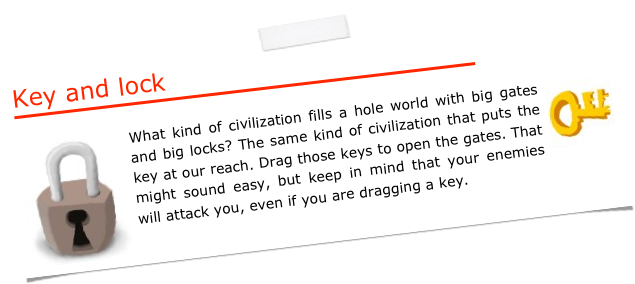 Key and lock
What kind of civilization fills a hole world with big gates
and big locks? The same kind of civilization that puts the
key at our reach. Drag those keys to open the gates. That
might sound easy, but keep in mind that your enemies
will attack you, even if you are dragging a key.